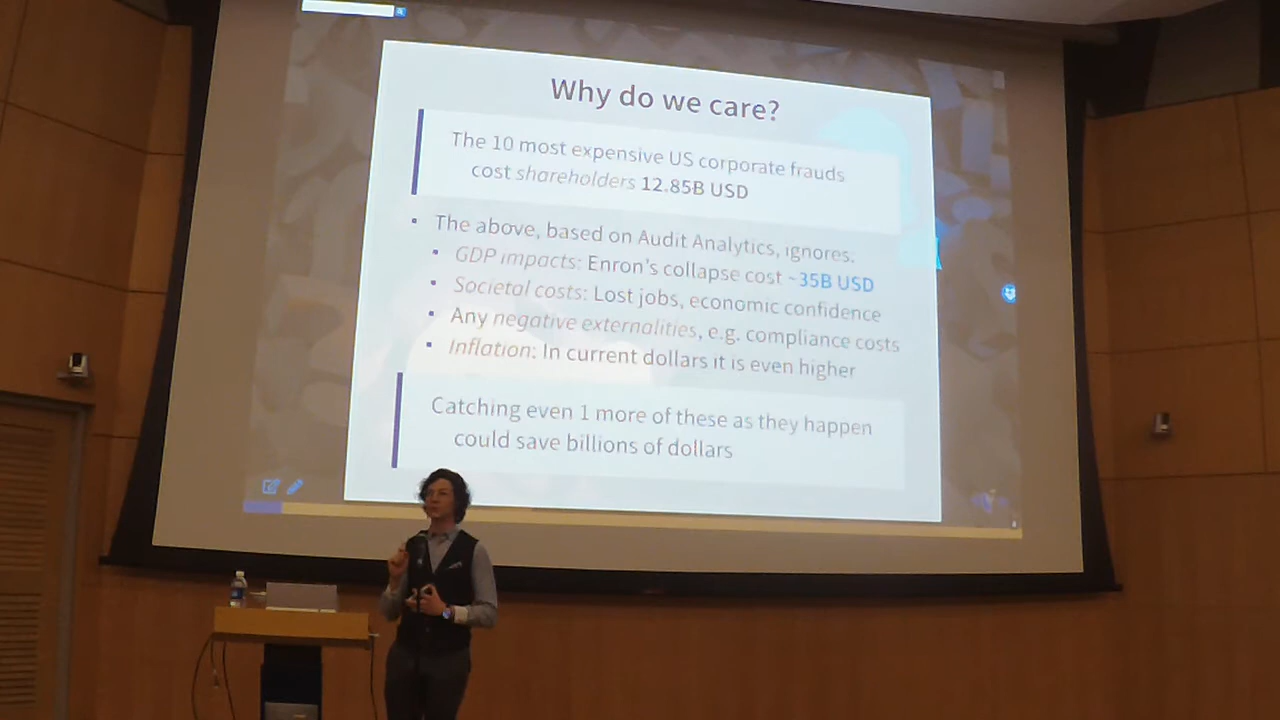 Why do we care?
The 10 most expensive US corporate frauds
cost shareholders 12.85B USD
• The above, based on Audit Analytics, ignores:
• GDP impacts: Enron's collapse cost ~35B USD
• Societal costs: Lost jobs, economic confidence
• Any negative externalities, e.g. compliance costs
• Inflation: In current dollars it is even higher
Catching even 1 more of these as they happen
could save billions of dollars